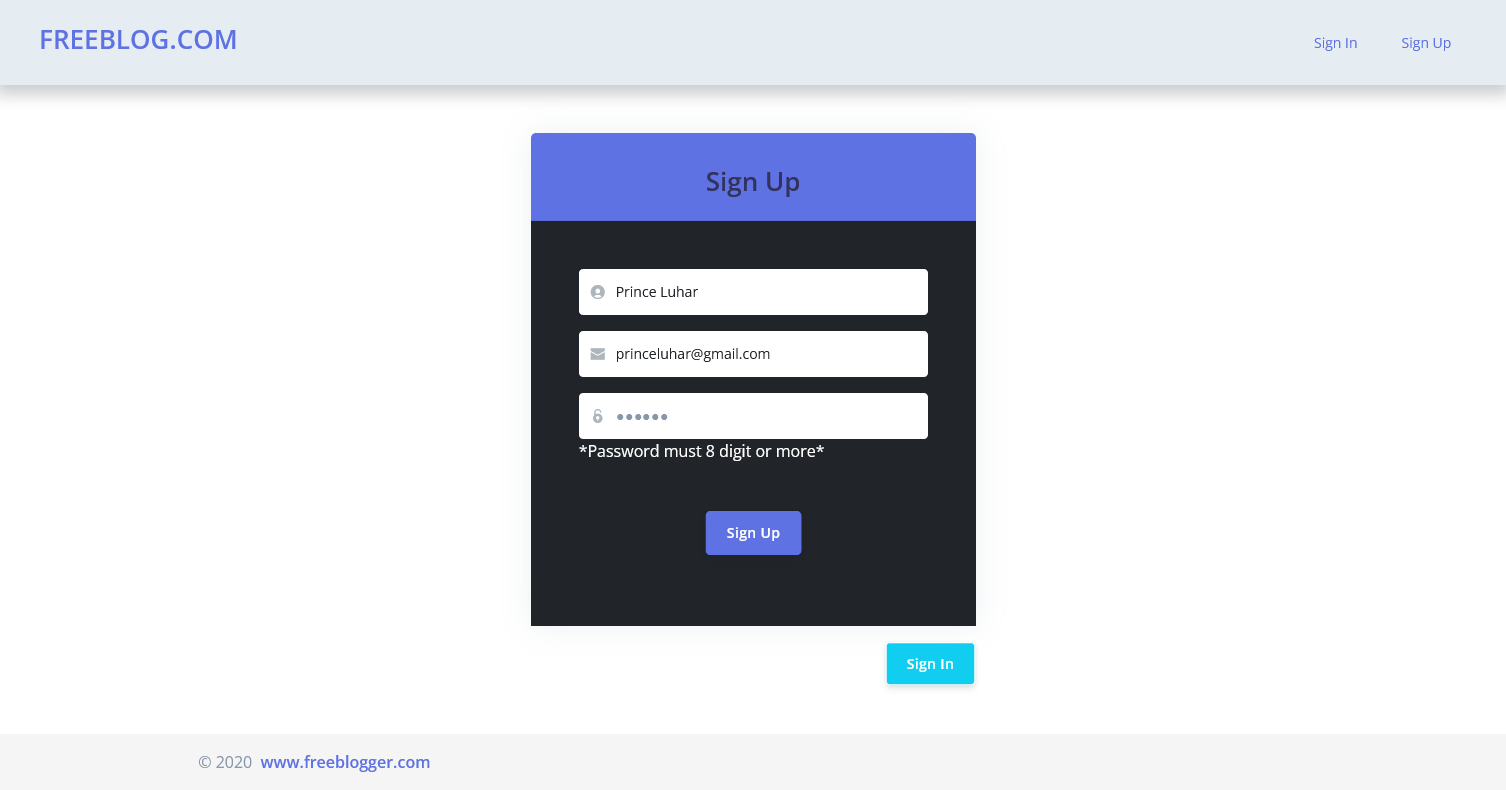 FREEBLOG.COM
Sign In Sign Up
Sign Up
Prince Luhar
princeluhar@gmail.com
••••••
*Password must 8 digit or more*
Sign Up
Sign In
© 2020 www.freeblogger.com